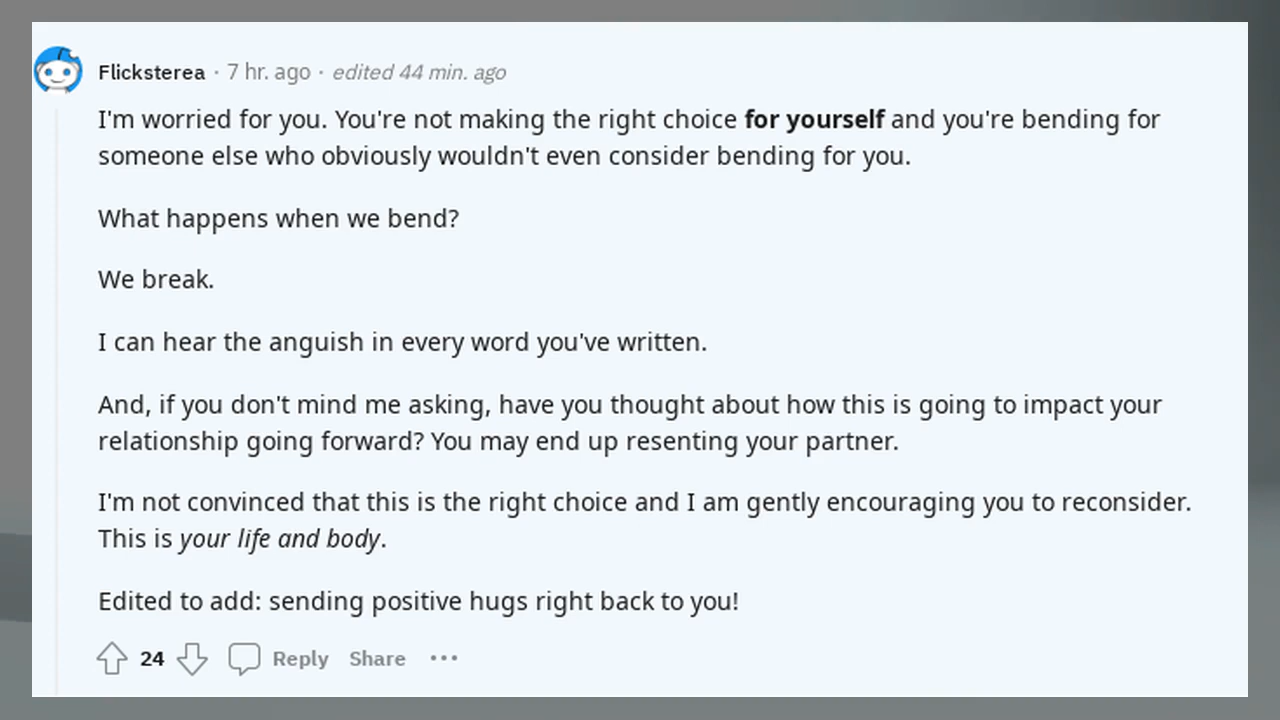 Flicksterea · 7 hr. ago · edited 44 min. ago
I'm worried for you. You're not making the right choice for yourself and you're bending for
someone else who obviously wouldn't even consider bending for you.
What happens when we bend?
We break.
I can hear the anguish in every word you've written.
And, if you don't mind me asking, have you thought about how this is going to impact your
relationship going forward? You may end up resenting your partner.
I'm not convinced that this is the right choice and I am gently encouraging you to reconsider.
This is your life and body.
Edited to add: sending positive hugs right back to you!
24 Reply Share ···